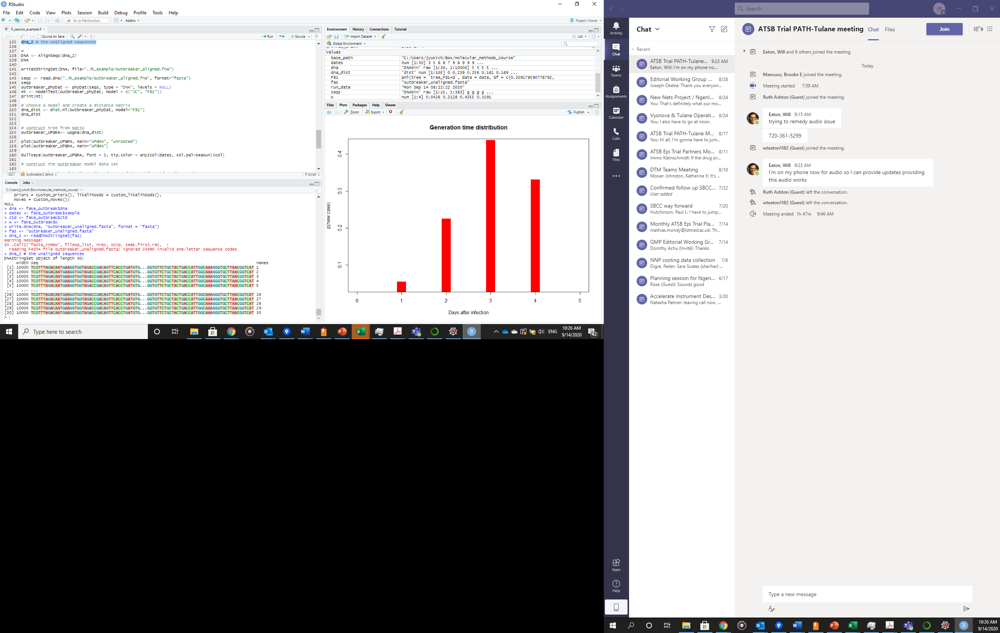 RStudio
File Edit Code View Plots Session Build Debug Profile Tools Help
Go to file/function
Addins
Project: (None)
R_session_example.R
Source on Save
Run
Source
135 dna_2 # the unaligned sequences
136
137 #
138 DNA <- AlignSeqs(dna_2)
139 DNA
140
141 writeXStringSet(DNA, file="./R_example/outbreaker_aligned.fna")
142
143 seqs <- read.dna("./R_example/outbreaker_aligned.fna", format="fasta")
144 seqs
145 outbreaker_phyDat <- phyDat(seqs, type = "DNA", levels = NULL)
146 mt <- modelTest(outbreaker_phyDat, model = c("JC", "F81"))
147 print(mt)
148
149 # choose a model and create a distance matrix
150 dna_dist <- dist.ml(outbreaker_phyDat, model="F81")
151 dna_dist
152
153
154 # contruct tree from matix
155 outbreaker_UPGMA<- upgma(dna_dist)
156
157 plot(outbreaker_UPGMA, main="UPGMA", "unrooted")
158 plot(outbreaker_UPGMA, main="UPGMA")
159
160 bullseye(outbreaker_UPGMA, font = 2, tip.color = any2col(dates, col.pal=seasun)$col)
161
162 # contruct the outbreaker model data set
163
132:1 outbreaker2 demo
R Script
Console Jobs
C:/Users/jyukich/Box/molecular_methods_course/
priors = custom_priors(), likelihoods = custom_likelihoods(),
moves = custom_moves())
NULL
> dna <- fake_outbreak$dna
> dates <- fake_outbreak$sample
> ctd <- fake_outbreak$ctd
> w <- fake_outbreak$w
> write.dna(dna, "outbreaker_unaligned.fasta", format = "fasta")
> fas <- "outbreaker_unaligned.fasta"
> dna_2 <- readDNAStringSet(fas)
Warning message:
In .Call2("fasta_index", filexp_list, nrec, skip, seek.first.rec, :
reading FASTA file outbreaker_unaligned.fasta: ignored 24990 invalid one-letter sequence codes
> dna_2 # the unaligned sequences
DNAStringSet object of length 30:
width seq names
[1] 10000 TCGTTTAGACAATGAAGGTGGTAGACCGACAGTTCACCTGATGTG...GGTGTTCTGCTACTGACCATTGGCAAAGGGTGCTTAACGGTCAT 1
[2] 10000 TCGTTTAGACAATGAAGGTGGTAGACCGACAGTTCACCTGATGTG...GGTGTTCTGCTACTGACCATTGGCAAAGGGTGCTTAACGGTCAT 2
[3] 10000 TCGTTTAGACAATGAAGGTGGTAGACCGACAGTTCACCTGATGTG...GGTGTTCTGCTACTGACCATTGGCAAAGGGTGCTTAACGGTCAT 3
[4] 10000 TCGTTTAGACAATGAAGGTGGTAGACCGACAGTTCACCTGATGTG...GGTGTTCTGCTACTGACCATTGGCAAAGGGTGCTTAACGGTCAT 4
[5] 10000 TCGTTTAGACAATGAAGGTGGTAGACCGACAGTTCACCTGATGTG...GGTGTTCTGCTACTGACCATTGGCAAAGGGTGCTTAACGGTCAT 5
... ... ...
[26] 10000 TCGTTTAGACAATGAAGGTGGTAGACCGACAGTTCACCTGATGTG...GGTGTTCTGCTACTGACCATTGGCAAAGGGTGCTTAACGGTCAT 26
[27] 10000 TCGTTTAGACAATGAAGGTGGTAGACCGACAGTTCACCTGATGTG...GGTGTTCTGCTACTGACCATTGGCAAAGGGTGCTTAACGGTCAT 27
[28] 10000 TCGTTTAGACAATGAAGGTGGTAGACCGACAGTTCACCTGATGTG...GGTGTTCTGCTACTGACCATTGGCAAAGGGTGCTTAACGGTCAT 28
[29] 10000 TCGTTTAGACAATGAAGGTGGTAGACCGACAGTTCACCTGATGTG...GGTGTTCTGCTACTGACCATTGGCAAAGGGTGCTTAACGGTCAT 29
[30] 10000 TCGTTTAGACAATGAAGGTGGTAGACCGACAGTTCACCTGATGTG...GGTGTTCTGCTACTGACCATTGGCAAAGGGTGCTTAACGGTCAT 30
>
Environment History Connections Tutorial
Import Dataset
List
Global Environment
Values
base_path "C:/Users/jyukich/Box/molecular_methods_course"
dates num [1:30] 3 5 6 6 7 9 8 9 9 9 ...
dna 'DNAbin' raw [1:30, 1:10000] t t t t ...
dna_dist 'dist' num [1:105] 0 0.239 0.256 0.161 0.169 ...
F81 pml(tree = `tree_F81+G`, data = data, bf = c(0.209178590776792,
fas "outbreaker_unaligned.fasta"
run_date "Mon Sep 14 08:22:22 2020"
seqs 'DNAbin' raw [1:15, 1:383] g g g g ...
w num [1:4] 0.0426 0.2128 0.4255 0.3191
Files Plots Packages Help Viewer
Zoom Export Publish
Generation time distribution
p(new case)
0.4
0.3
0.2
0.1
0 1 2 3 4 5
Days after infection
Type here to search
ENG
10:26 AM
9/14/2020
42
Search
JY
Activity
Chat
Teams
Assignments
Calendar
Calls
Files
Apps
Help
Chat
Recent
ATSB Trial PATH-Tulane... 9:23 AM
Eaton, Will: I'm on my phone no...
Editorial Working Group ... 8/28
Joseph Okebe: Thank you everyon...
New Nets Project / NgenI... 8/24
You: That's definitely what our mo...
Vysnova & Tulane Operati... 8/24
You: I also have to go at noon.
ATSB Trial PATH-Tulane M... 8/17
You: Hi all, I'm gonna have to jum...
ATSB Epi Trial Partners Mo... 8/11
Immo Kleinschmidt: If the drug pr...
DTM Teams Meeting 8/10
Mosier Johnston, Katherine E: It's ...
Confirmed follow up SBCC... 7/22
User added
SBCC way forward 7/20
Hutchinson, Paul L: I have to jump...
Monthly ATSB Epi Trial Pla... 7/14
mathias.mondy@lstmed.ac.uk: Th...
GMP Editorial Working Gr... 7/14
Dorothy Achu (Invité): Thanks
NNP costing data collection 7/8
Digre, Peder: Sara Scates (she/her) ...
Planning session for Ngen... 6/17
Rose (Guest): Sounds good
Accelerate Instrument Des... 3/20
Natasha Palmer: leaving call now, ...
ATSB Trial PATH-Tulane meeting Chat Files
Join
9
Eaton, Will and 6 others joined the meeting.
Today
Mancuso, Brooke E joined the meeting.
Meeting started 7:59 AM
Ruth Ashton (Guest) joined the meeting.
Eaton, Will 9:15 AM
trying to remedy audio issue
720-361-5299
wteaton1182 (Guest) joined the meeting.
Eaton, Will 9:23 AM
I'm on my phone now for audio so I can provide updates providing
this audio works
Ruth Ashton (Guest) left the conversation.
wteaton1182 (Guest) left the conversation.
Meeting ended 1h 47m 9:46 AM
Type a new message
10:26 AM
9/14/2020